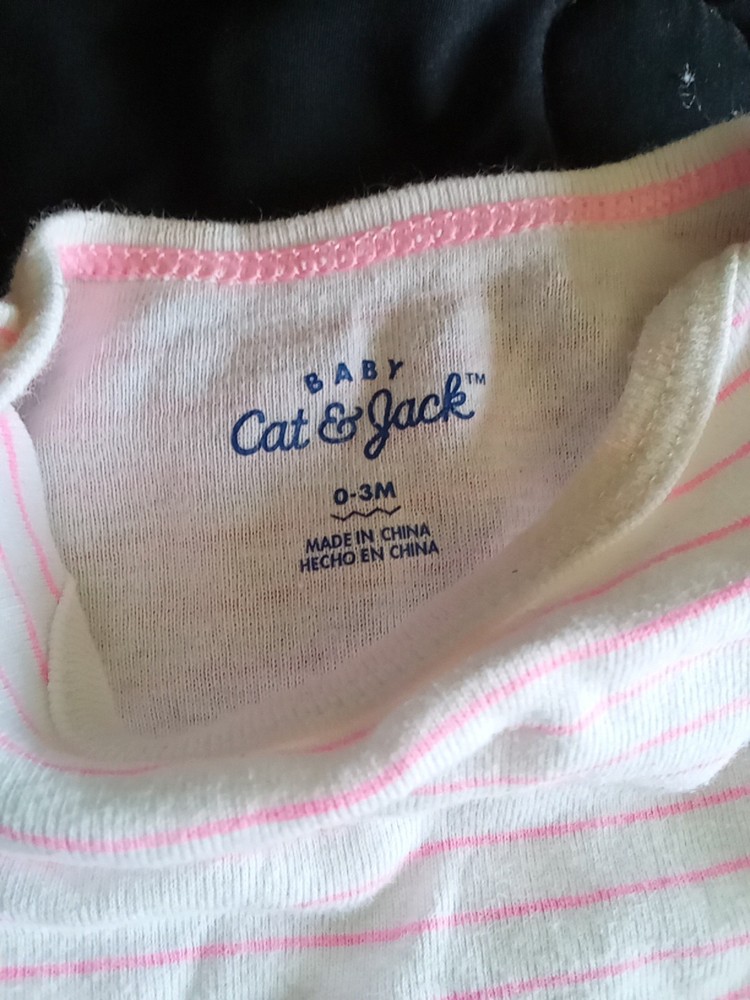 BABY
Cat & Jack™
0-3M
MADE IN CHINA
HECHO EN CHINA